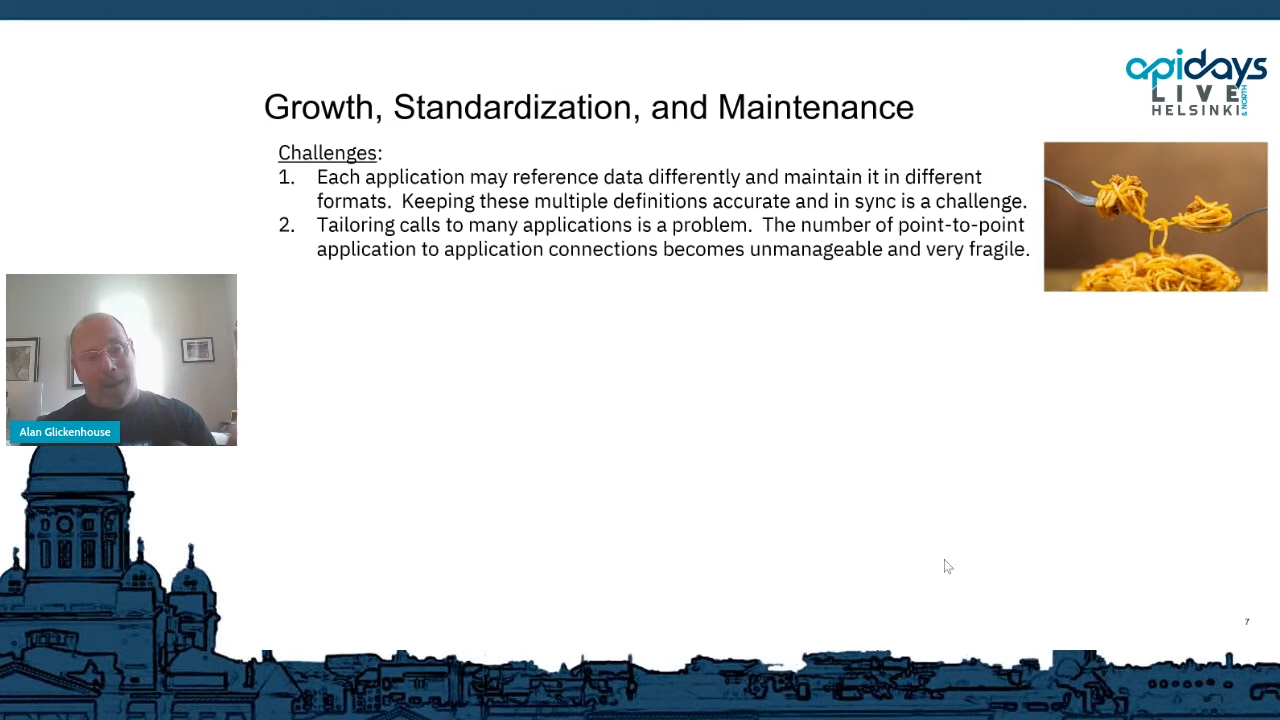 apidays
LIVE
HELSINKI
& NORTH
Growth, Standardization, and Maintenance
Challenges:
1. Each application may reference data differently and maintain it in different
formats. Keeping these multiple definitions accurate and in sync is a challenge.
2. Tailoring calls to many applications is a problem. The number of point-to-point
application to application connections becomes unmanageable and very fragile.
Alan Glickenhouse
7